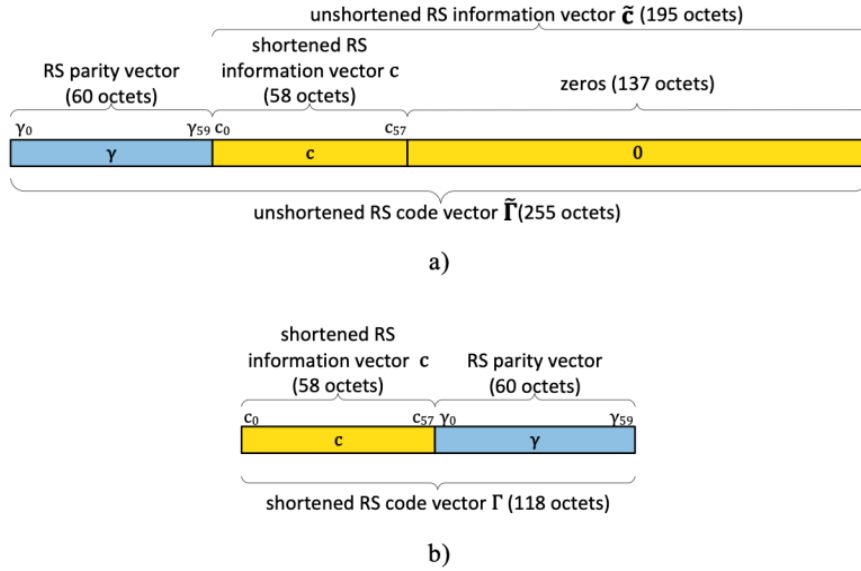 unshortened RS information vector c̃ (195 octets)
shortened RS
information vector c
(58 octets)
RS parity vector
(60 octets)
zeros (137 octets)
γ0 γ59 c0 c57
γ c 0
unshortened RS code vector Γ̃ (255 octets)
a)
shortened RS
information vector c
(58 octets)
RS parity vector
(60 octets)
c0 c57 γ0 γ59
c γ
shortened RS code vector Γ (118 octets)
b)